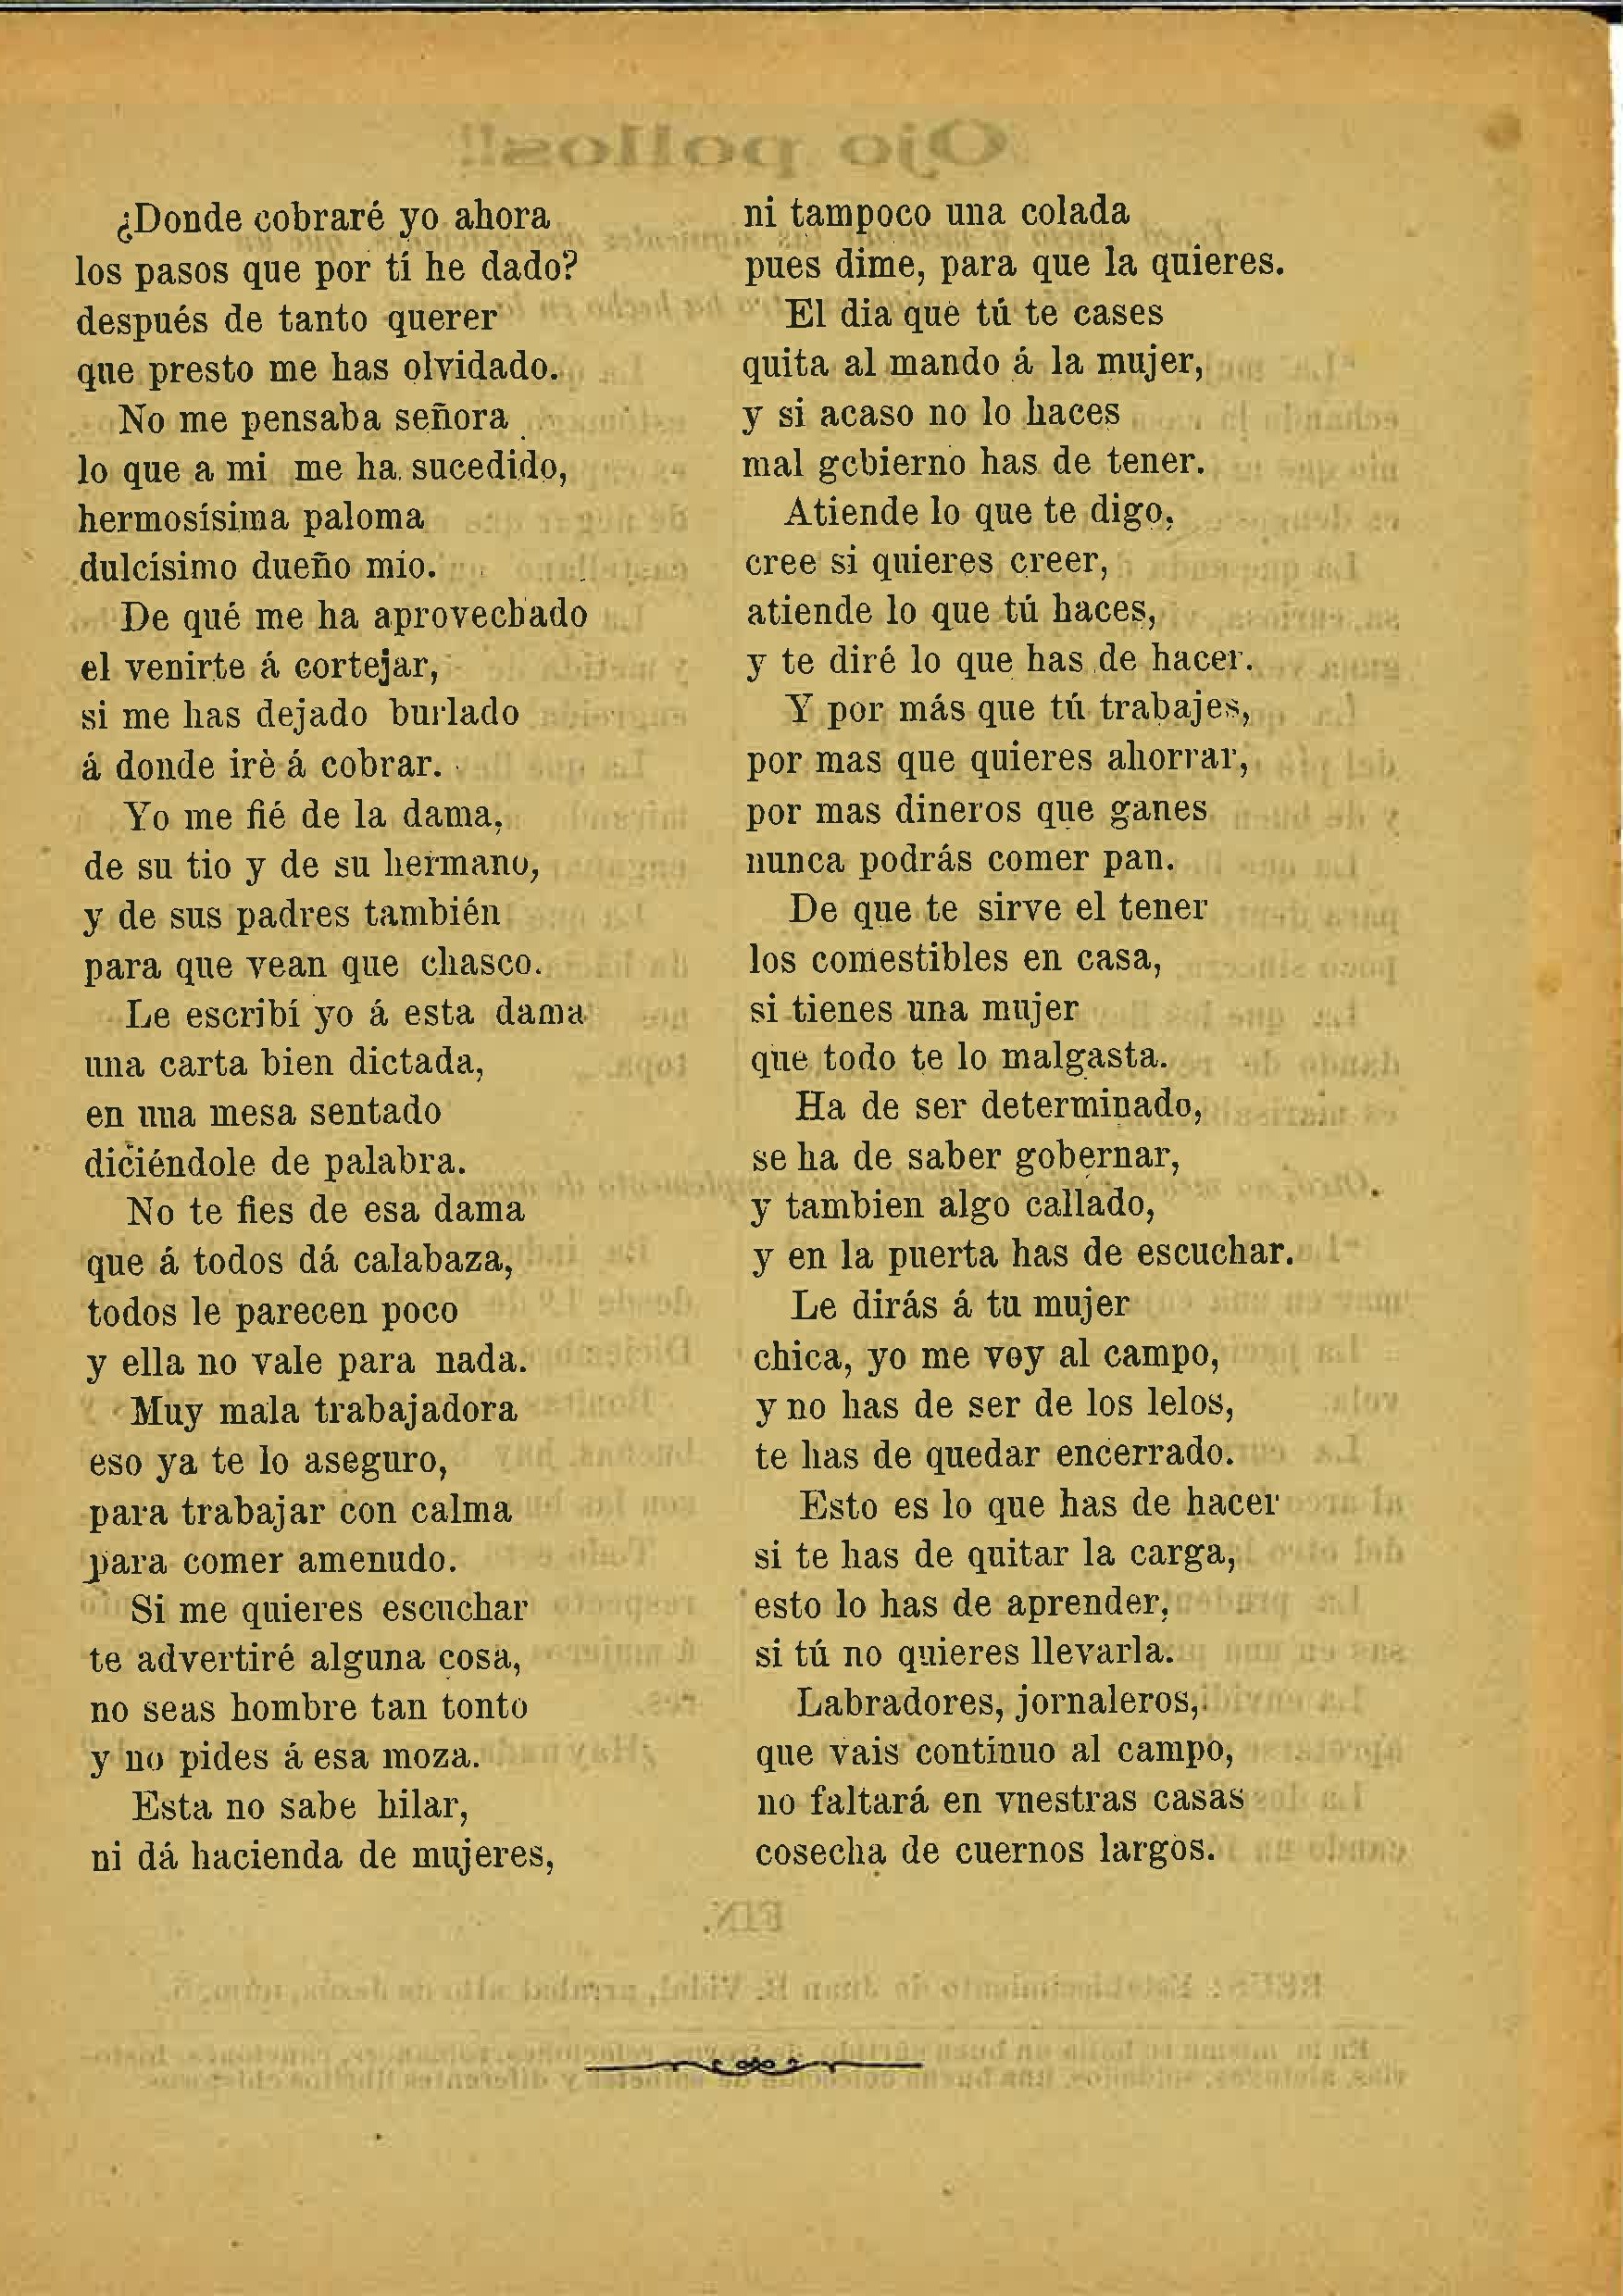 ¿Donde cobraré yo ahora
los pasos que por tí he dado?
después de tanto querer
que presto me has olvidado.
No me pensaba señora
lo que a mi me ha sucedido,
hermosísima paloma
dulcísimo dueño mio.
De qué me ha aprovechado
el venirte á cortejar,
si me has dejado burlado
á donde irè á cobrar.
Yo me fié de la dama,
de su tio y de su hermano,
y de sus padres también
para que vean que chasco.
Le escribí yo á esta dama
una carta bien dictada,
en una mesa sentado
diciéndole de palabra.
No te fies de esa dama
que á todos dá calabaza,
todos le parecen poco
y ella no vale para nada.
Muy mala trabajadora
eso ya te lo aseguro,
para trabajar con calma
para comer amenudo.
Si me quieres escuchar
te advertiré alguna cosa,
no seas hombre tan tonto
y no pides á esa moza.
Esta no sabe hilar,
ni dá hacienda de mujeres,
ni tampoco una colada
pues dime, para que la quieres.
El dia que tú te cases
quita al mando á la mujer,
y si acaso no lo haces
mal gcbierno has de tener.
Atiende lo que te digo,
cree si quieres creer,
atiende lo que tú haces,
y te diré lo que has de hacer.
Y por más que tú trabajes,
por mas que quieres ahorrar,
por mas dineros que ganes
nunca podrás comer pan.
De que te sirve el tener
los comestibles en casa,
si tienes una mujer
que todo te lo malgasta.
Ha de ser determinado,
se ha de saber gobernar,
y tambien algo callado,
y en la puerta has de escuchar.
Le dirás á tu mujer
chica, yo me voy al campo,
y no has de ser de los lelos,
te has de quedar encerrado.
Esto es lo que has de hacer
si te has de quitar la carga,
esto lo has de aprender,
si tú no quieres llevarla.
Labradores, jornaleros,
que vais continuo al campo,
no faltará en vnestras casas
cosecha de cuernos largos.